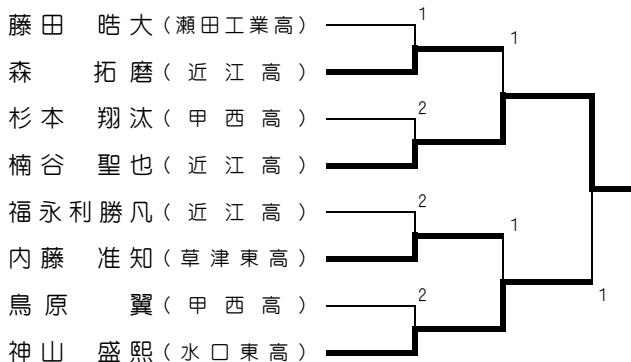 藤田 晧大(瀬田工業高)
1
森 拓磨(近江高)
1
杉本 翔汰(甲西高)
2
楠谷 聖也(近江高)
福永利勝凡(近江高)
2
内藤 准知(草津東高)
1
鳥原 翼(甲西高)
2
1
神山 盛熙(水口東高)